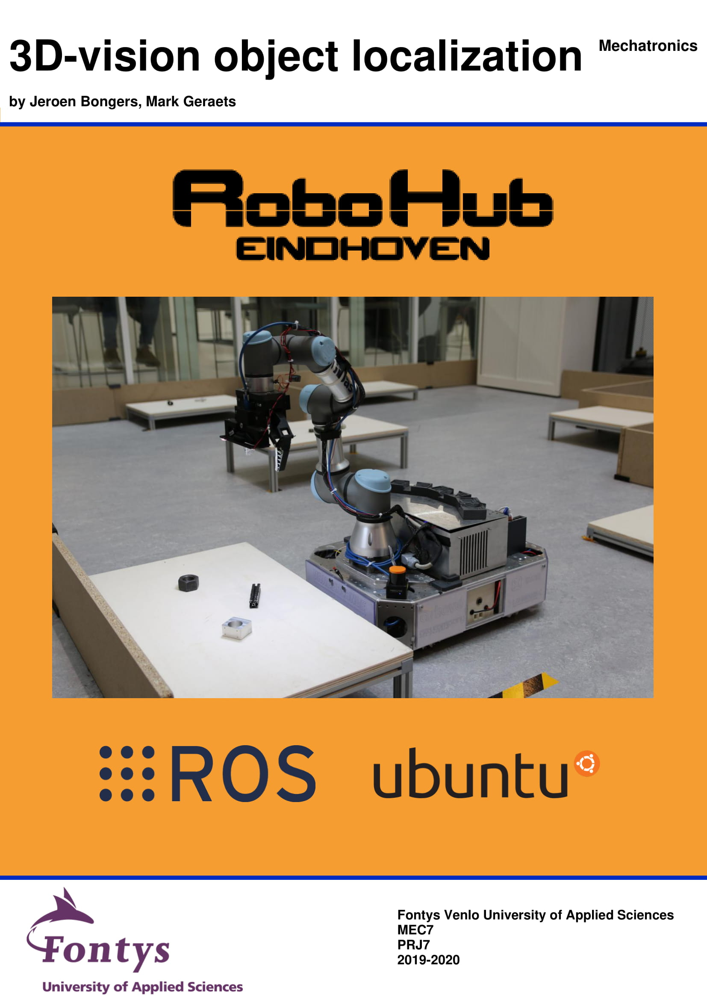 3D-vision object localization
Mechatronics
by Jeroen Bongers, Mark Geraets
RoboHub
EINDHOVEN
ROS
ubuntu
Fontys
University of Applied Sciences
Fontys Venlo University of Applied Sciences
MEC7
PRJ7
2019-2020